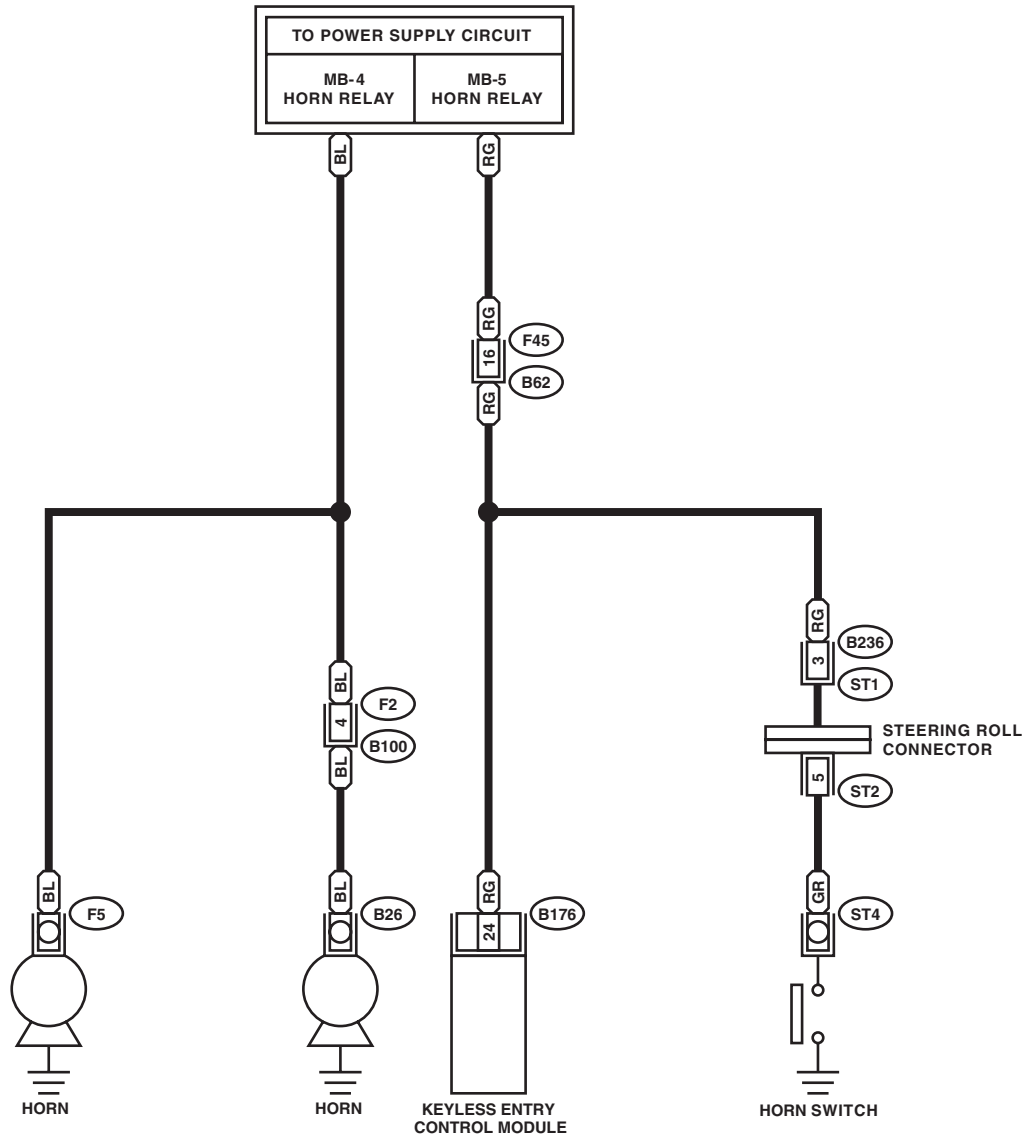 TO POWER SUPPLY CIRCUIT
MB-4
HORN RELAY
MB-5
HORN RELAY
BL
RG
RG
16
F45
B62
RG
RG
3
B236
ST1
BL
4
F2
B100
BL
STEERING ROLL
CONNECTOR
5
ST2
BL
F5
BL
B26
RG
24
B176
GR
ST4
HORN
HORN
KEYLESS ENTRY
CONTROL MODULE
HORN SWITCH